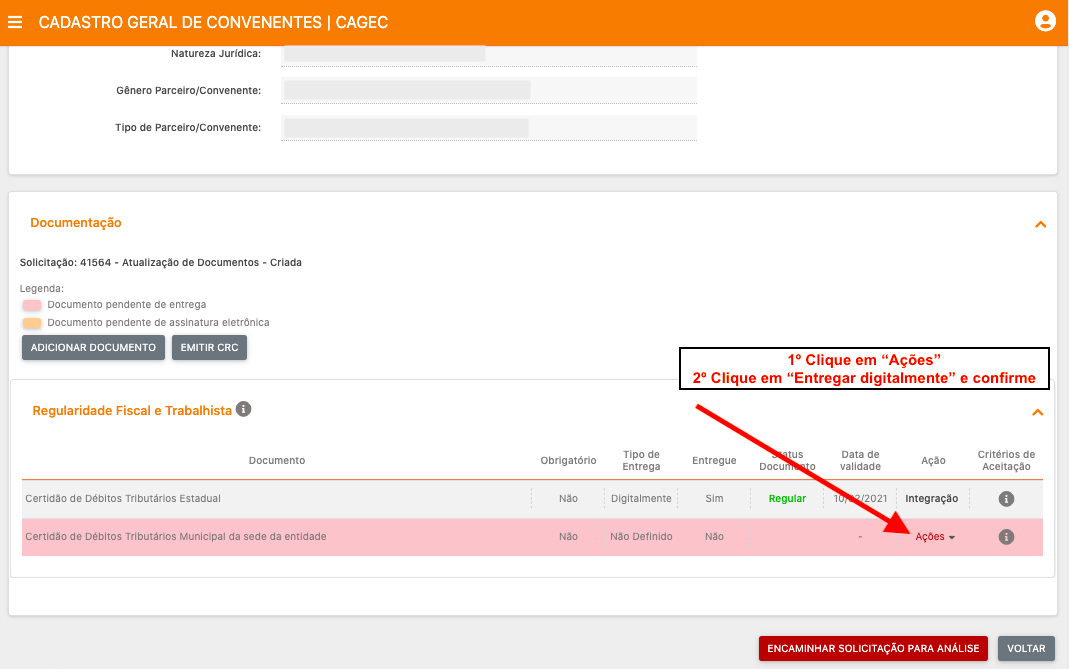 CADASTRO GERAL DE CONVENENTES | CAGEC
Natureza Jurídica:
Gênero Parceiro/Convenente:
Tipo de Parceiro/Convenente:
Documentação
Solicitação: 41564 - Atualização de Documentos - Criada
Legenda:
Documento pendente de entrega
Documento pendente de assinatura eletrônica
ADICIONAR DOCUMENTO EMITIR CRC
1º Clique em “Ações”
2º Clique em “Entregar digitalmente” e confirme
Regularidade Fiscal e Trabalhista i
Documento Obrigatório Tipo de Entrega Entregue Status Documento Data de validade Ação Critérios de Aceitação
Certidão de Débitos Tributários Estadual Não Digitalmente Sim Regular 10/02/2021 Integração i
Certidão de Débitos Tributários Municipal da sede da entidade Não Não Definido Não - Ações i
ENCAMINHAR SOLICITAÇÃO PARA ANÁLISE VOLTAR